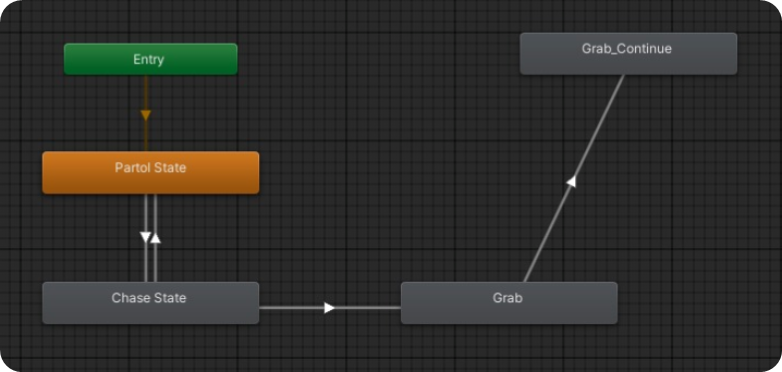 Entry
Grab_Continue
Partol State
Chase State
Grab